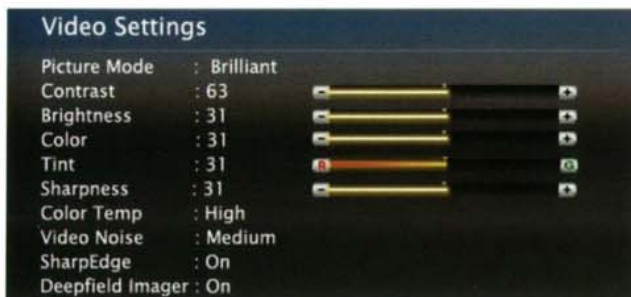 Video Settings
Picture Mode : Brilliant
Contrast : 63
Brightness : 31
Color : 31
Tint : 31 R G
Sharpness : 31
Color Temp : High
Video Noise : Medium
SharpEdge : On
Deepfield Imager : On